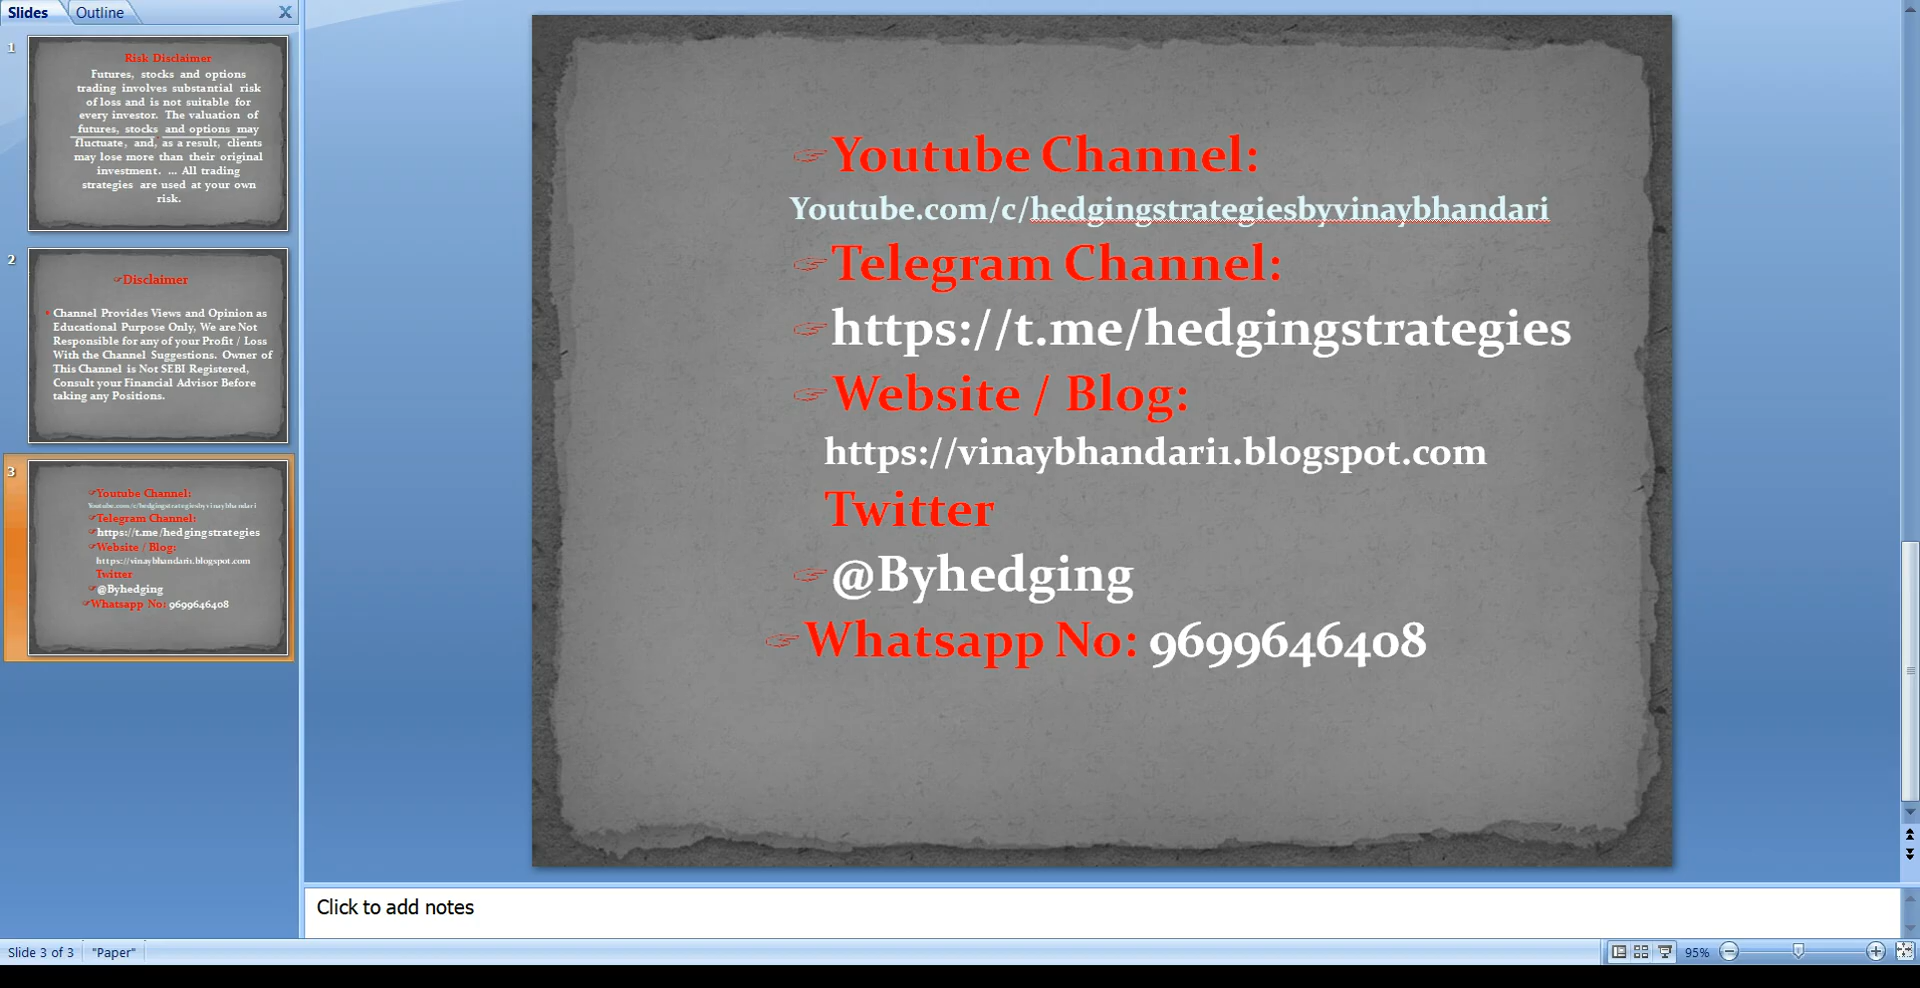 Slides
Outline
1
Risk Disclaimer
Futures, stocks and options
trading involves substantial risk
of loss and is not suitable for
every investor. The valuation of
futures, stocks and options may
fluctuate, and, as a result, clients
may lose more than their original
investment. ... All trading
strategies are used at your own
risk.
2
Disclaimer
Channel Provides Views and Opinion as
Educational Purpose Only, We are Not
Responsible for any of your Profit / Loss
With the Channel Suggestions. Owner of
This Channel is Not SEBI Registered,
Consult your Financial Advisor Before
taking any Positions.
3
Youtube Channel:
Youtube.com/c/hedgingstrategiesbyvinaybhandari
Telegram Channel:
https://t.me/hedgingstrategies
Website / Blog:
https://vinaybhandari1.blogspot.com
Twitter
@Byhedging
Whatsapp No: 9699646408
Youtube Channel:
Youtube.com/c/hedgingstrategiesbyvinaybhandari
Telegram Channel:
https://t.me/hedgingstrategies
Website / Blog:
https://vinaybhandari1.blogspot.com
Twitter
@Byhedging
Whatsapp No: 9699646408
Click to add notes
Slide 3 of 3
"Paper"
95%